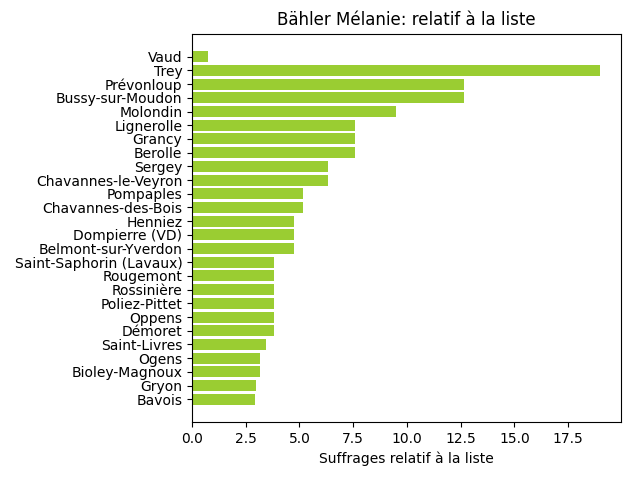 Bähler Mélanie: relatif à la liste
Vaud
Trey
Prévonloup
Bussy-sur-Moudon
Molondin
Lignerolle
Grancy
Berolle
Sergey
Chavannes-le-Veyron
Pompaples
Chavannes-des-Bois
Henniez
Dompierre (VD)
Belmont-sur-Yverdon
Saint-Saphorin (Lavaux)
Rougemont
Rossinière
Poliez-Pittet
Oppens
Démoret
Saint-Livres
Ogens
Bioley-Magnoux
Gryon
Bavois
0.0 2.5 5.0 7.5 10.0 12.5 15.0 17.5
Suffrages relatif à la liste